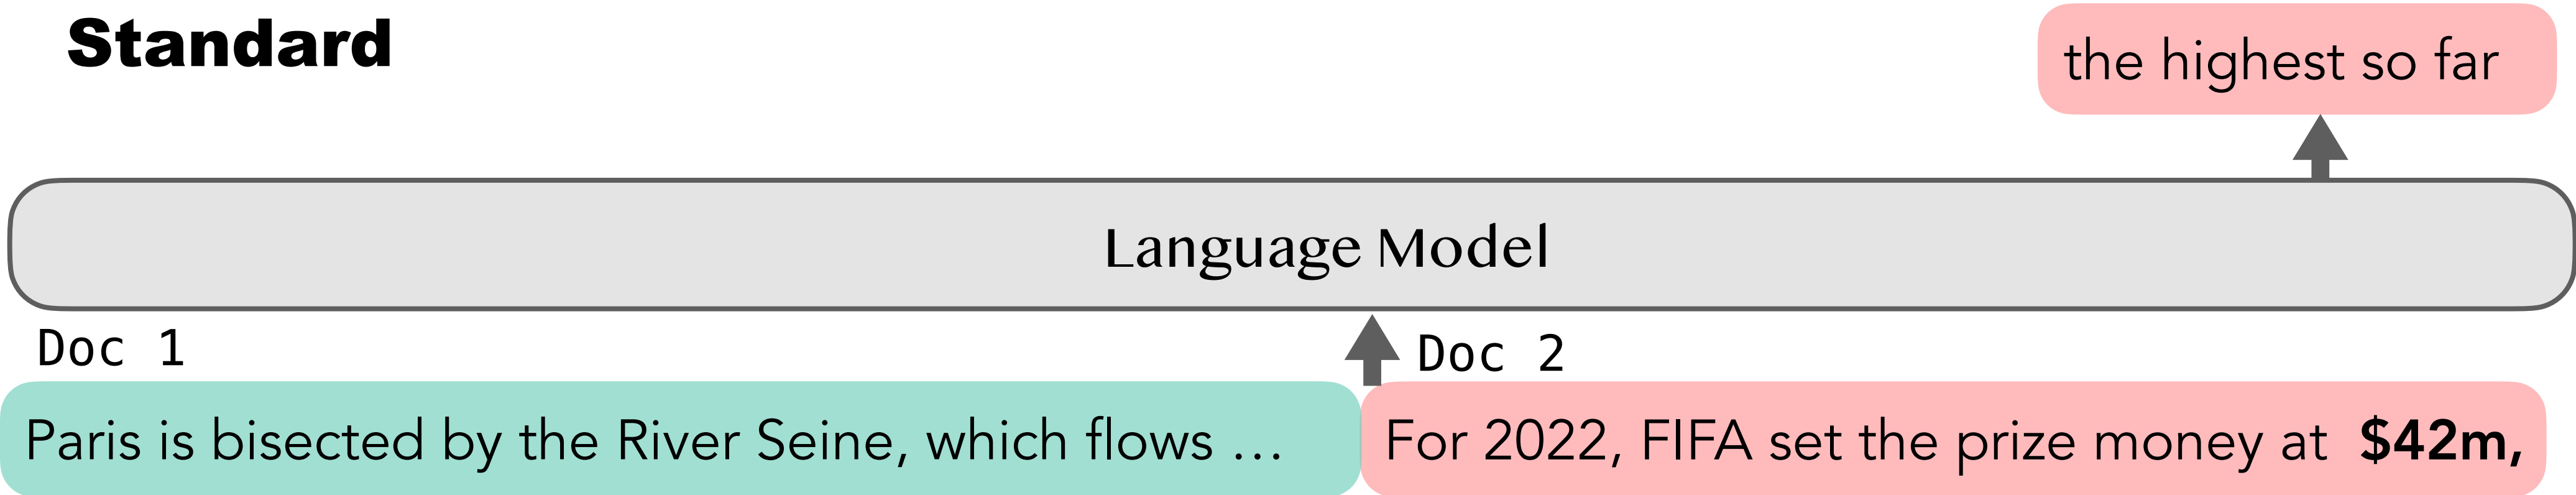 Standard
the highest so far
Language Model
Doc 1
Doc 2
Paris is bisected by the River Seine, which flows ...
For 2022, FIFA set the prize money at $42m,